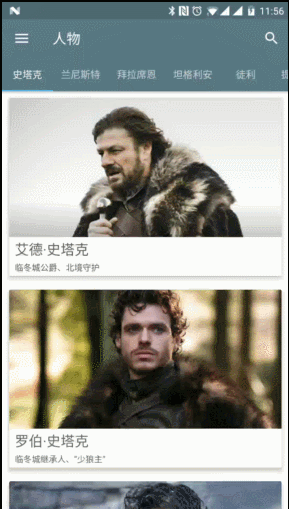 11:56
人物
史塔克 兰尼斯特 拜拉席恩 坦格利安 徒利
艾德·史塔克
临冬城公爵、北境守护
罗伯·史塔克
临冬城继承人、"少狼主"